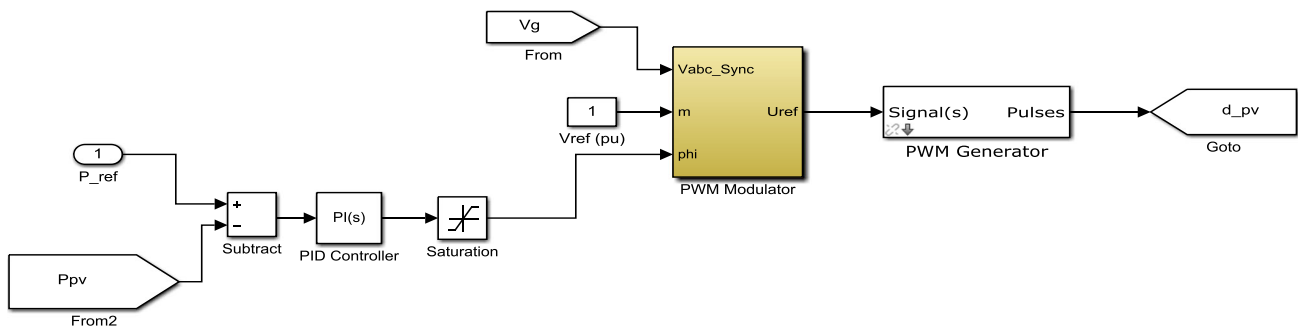 Vg
From
Vabc_Sync
1
m
Uref
Vref (pu)
phi
PWM Modulator
Signal(s)
Pulses
PWM Generator
d_pv
Goto
1
P_ref
+
−
Subtract
PI(s)
PID Controller
Saturation
Ppv
From2